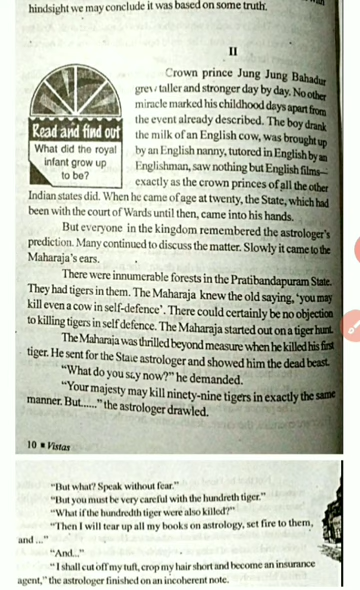 hindsight we may conclude it was based on some truth.
II
Crown prince Jung Jung Bahadur
grew taller and stronger day by day. No other
miracle marked his childhood days apart from
the event already described. The boy drank
the milk of an English cow, was brought up
by an English nanny, tutored in English by an
Englishman, saw nothing but English films—
exactly as the crown princes of all the other
Read and find out
What did the royal
infant grow up
to be?
Indian states did. When he came of age at twenty, the State, which had
been with the court of Wards until then, came into his hands.
But everyone in the kingdom remembered the astrologer's
prediction. Many continued to discuss the matter. Slowly it came to the
Maharaja's ears.
There were innumerable forests in the Pratibandapuram State.
They had tigers in them. The Maharaja knew the old saying, 'you may
kill even a cow in self-defence'. There could certainly be no objection
to killing tigers in self defence. The Maharaja started out on a tiger hunt.
The Maharaja was thrilled beyond measure when he killed his first
tiger. He sent for the State astrologer and showed him the dead beast.
"What do you say now?" he demanded.
"Your majesty may kill ninety-nine tigers in exactly the same
manner. But......" the astrologer drawled.
10 ■ Vistas
"But what? Speak without fear."
"But you must be very careful with the hundreth tiger."
"What if the hundredth tiger were also killed?"
"Then I will tear up all my books on astrology, set fire to them,
and ..."
"And..."
"I shall cut off my tuft, crop my hair short and become an insurance
agent," the astrologer finished on an incoherent note.